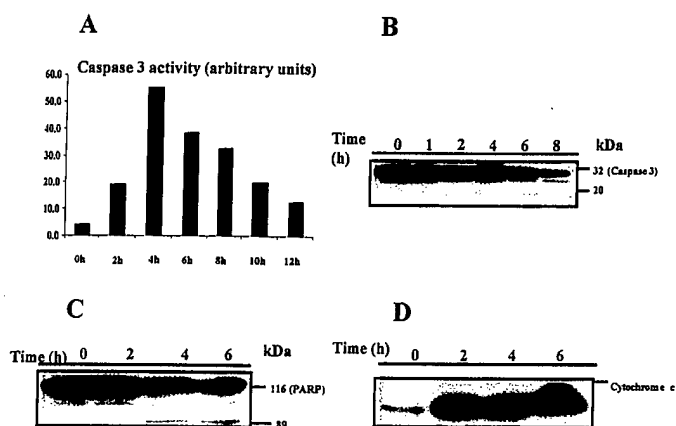 A
Caspase 3 activity (arbitrary units)
60.0
50.0
40.0
30.0
20.0
10.0
0.0
0h 2h 4h 6h 8h 10h 12h
B
Time (h) 0 1 2 4 6 8 kDa
32 (Caspase 3)
20
C
Time (h) 0 2 4 6 kDa
116 (PARP)
89
D
Time (h) 0 2 4 6
Cytochrome c